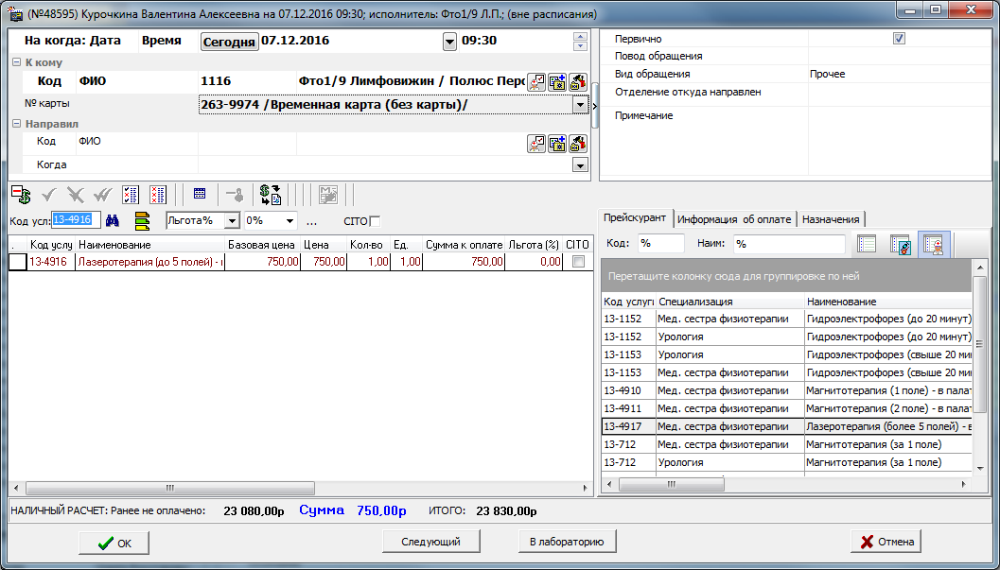 (№48595) Курочкина Валентина Алексеевна на 07.12.2016 09:30; исполнитель: Фто1/9 Л.П.; (вне расписания)
На когда: Дата Время Сегодня 07.12.2016 09:30
К кому
Код ФИО 1116 Фто1/9 Лимфовижин / Полюс Перс
№ карты 263-9974 /Временная карта (без карты)/
Направил
Код ФИО
Когда
Первично
Повод обращения
Вид обращения Прочее
Отделение откуда направлен
Примечание
Код усл: 13-4916 Льгота% 0% ... CITO
. Код услу Наименование Базовая цена Цена Кол-во Ед. Сумма к оплате Льгота (%) CITO
13-4916 Лазеротерапия (до 5 полей) - 750,00 750,00 1,00 1,00 750,00 0,00
Прейскурант Информация об оплате Назначения
Код: % Наим: %
Перетащите колонку сюда для группировке по ней
Код услуги Специализация Наименование
13-1152 Мед. сестра физиотерапии Гидроэлектрофорез (до 20 минут)
13-1152 Урология Гидроэлектрофорез (до 20 минут)
13-1153 Урология Гидроэлектрофорез (свыше 20 мин
13-1153 Мед. сестра физиотерапии Гидроэлектрофорез (свыше 20 мин
13-4910 Мед. сестра физиотерапии Магнитотерапия (1 поле) - в палат
13-4911 Мед. сестра физиотерапии Магнитотерапия (2 поле) - в палат
13-4917 Мед. сестра физиотерапии Лазеротерапия (более 5 полей) - в
13-712 Мед. сестра физиотерапии Магнитотерапия (за 1 поле)
13-712 Урология Магнитотерапия (за 1 поле)
НАЛИЧНЫЙ РАСЧЕТ: Ранее не оплачено: 23 080,00р Сумма 750,00р ИТОГО: 23 830,00р
ОК Следующий В лабораторию Отмена